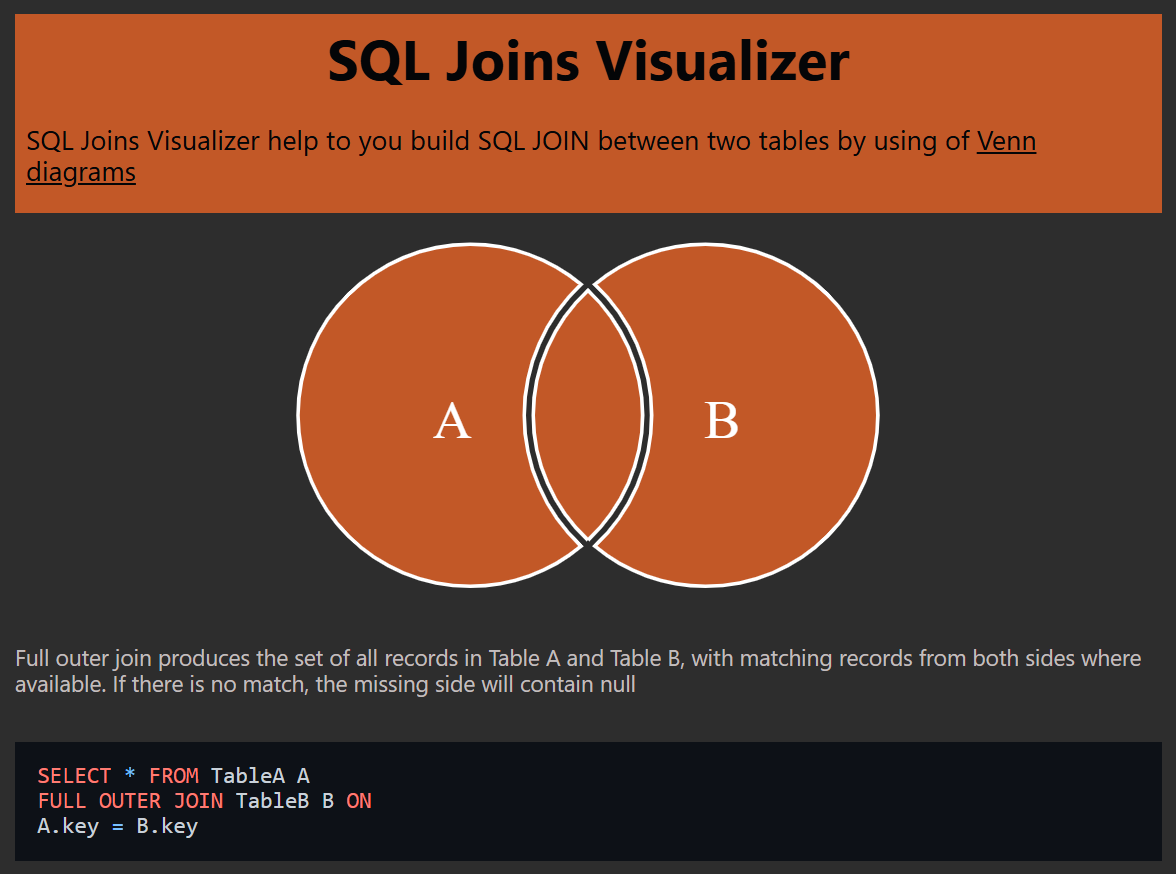 SQL Joins Visualizer
SQL Joins Visualizer help to you build SQL JOIN between two tables by using of Venn
diagrams
A
B
Full outer join produces the set of all records in Table A and Table B, with matching records from both sides where
available. If there is no match, the missing side will contain null
SELECT * FROM TableA A
FULL OUTER JOIN TableB B ON
A.key = B.key